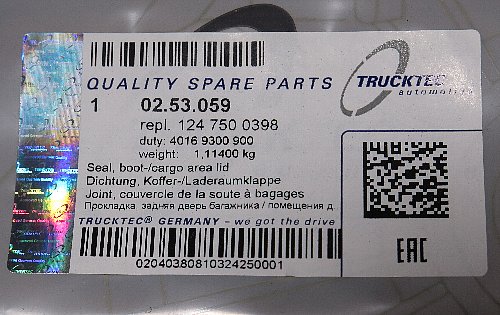 QUALITY SPARE PARTS
TRUCKTEC
automotive
1 02.53.059
repl. 124 750 0398
duty: 4016 9300 900
weight: 1,11400 kg
Seal, boot-/cargo area lid
Dichtung, Koffer-/Laderaumklappe
Joint, couvercle de la soute à bagages
Прокладка задняя дверь багажника / помещения д
TRUCKTEC® GERMANY – we got the drive
02040380810324250001
EAC